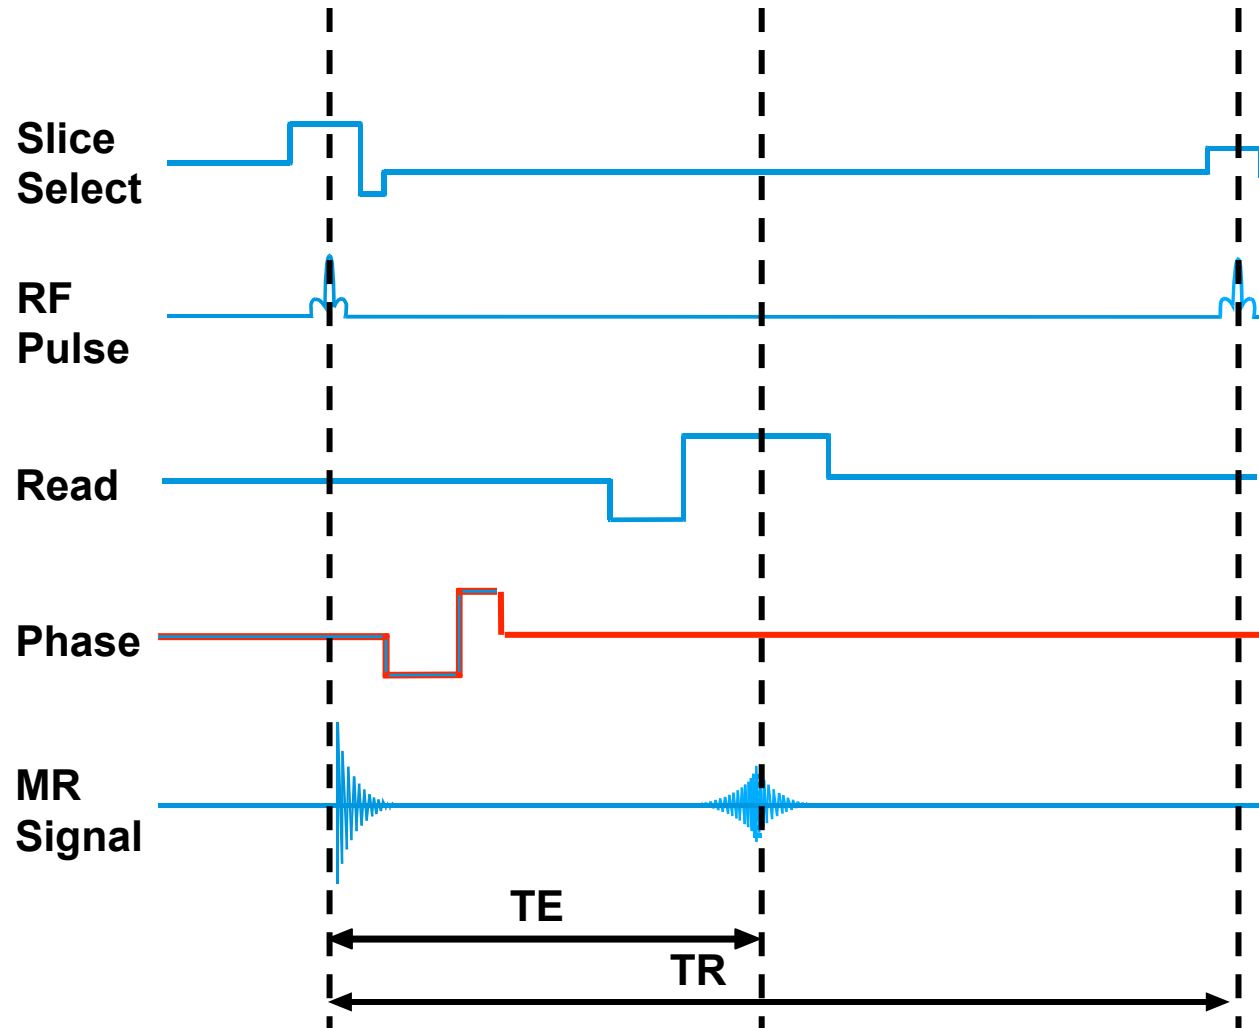 Slice
Select
RF
Pulse
Read
Phase
MR
Signal
TE
TR